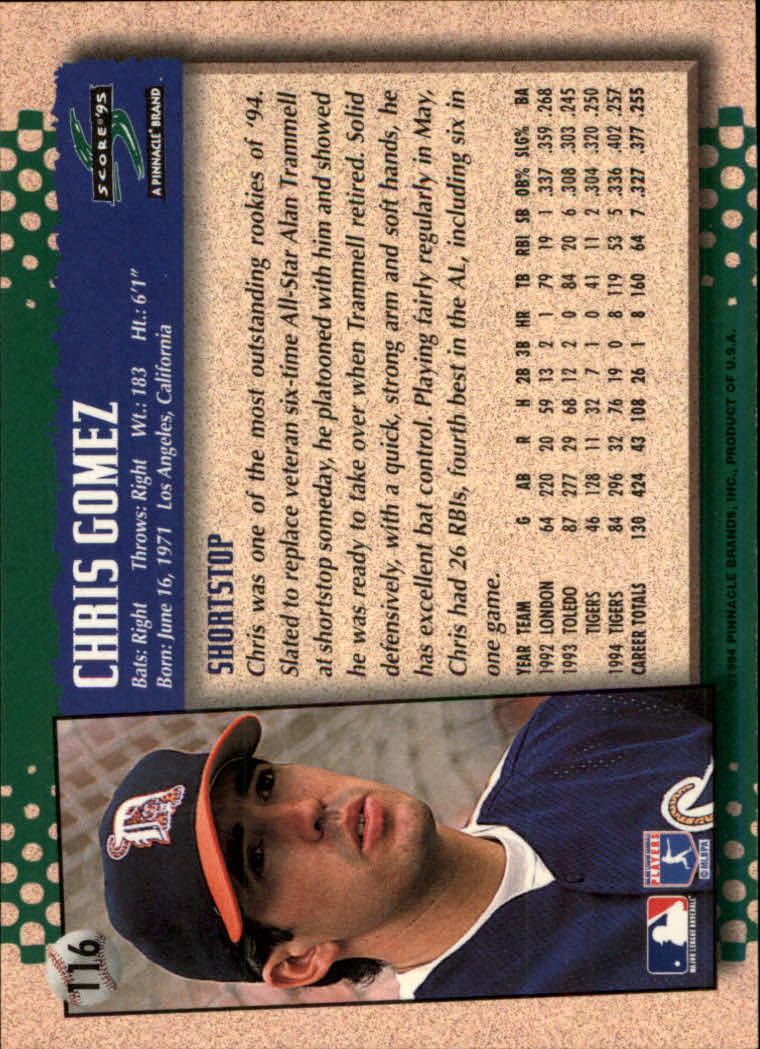 CHRIS GOMEZ
Bats: Right Throws: Right Wt.: 183 Ht.: 6'1"
Born: June 16, 1971 Los Angeles, California
SCORE® '95
A PINNACLE® BRAND
SHORTSTOP
Chris was one of the most outstanding rookies of '94.
Slated to replace veteran six-time All-Star Alan Trammell
at shortstop someday, he platooned with him and showed
he was ready to take over when Trammell retired. Solid
defensively, with a quick, strong arm and soft hands, he
has excellent bat control. Playing fairly regularly in May,
Chris had 26 RBIs, fourth best in the AL, including six in
one game.
YEAR TEAM G AB R H 2B 3B HR TB RBI SB OB% SLG% BA
1992 LONDON 64 220 20 59 13 2 1 79 19 1 .337 .359 .268
1993 TOLEDO 87 277 29 68 12 2 0 84 20 6 .308 .303 .245
TIGERS 46 128 11 32 7 1 0 41 11 2 .304 .320 .250
1994 TIGERS 84 296 32 76 19 0 8 119 53 5 .336 .402 .257
CAREER TOTALS 130 424 43 108 26 1 8 160 64 7 .327 .377 .255
©1994 PINNACLE BRANDS, INC., PRODUCT OF U.S.A.
116
D
PLAYERS
© MLBPA
MAJOR LEAGUE BASEBALL®